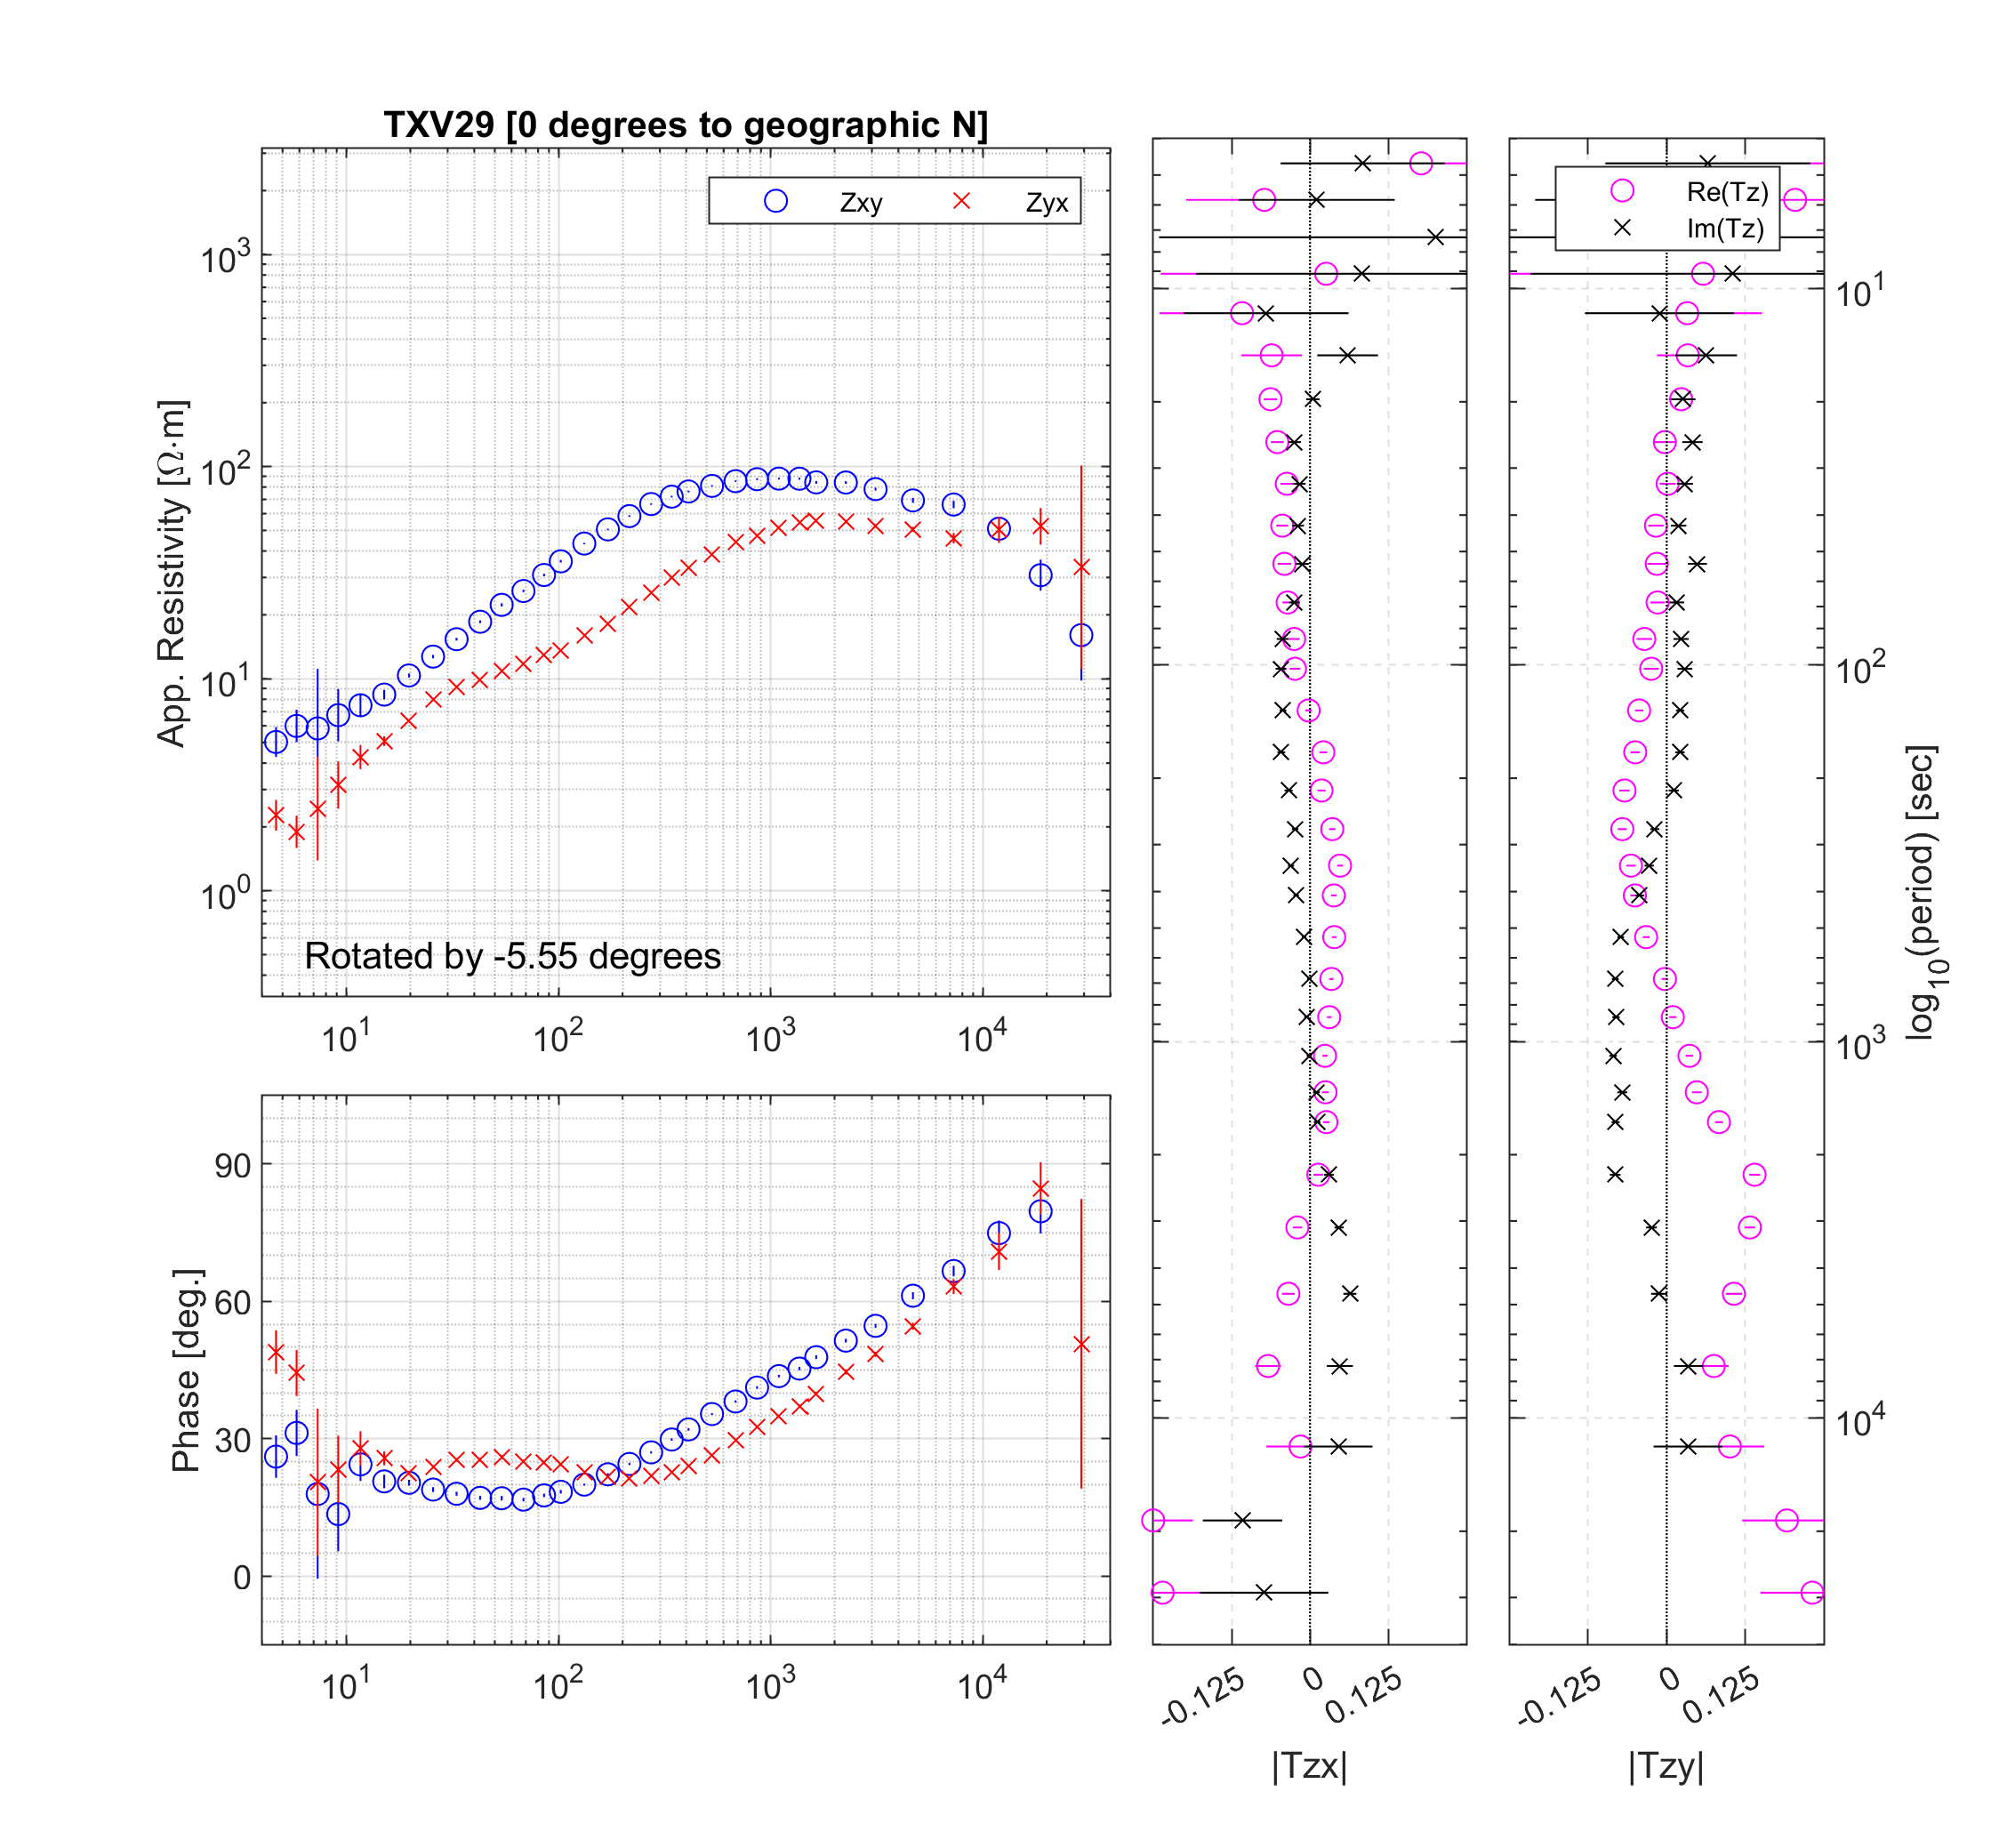 TXV29 [0 degrees to geographic N]
Zxy Zyx
App. Resistivity [Ω·m]
10^3
10^2
10^1
10^0
Rotated by -5.55 degrees
10^1 10^2 10^3 10^4
Phase [deg.]
90
60
30
0
10^1 10^2 10^3 10^4
-0.125 0 0.125
|Tzx|
Re(Tz)
Im(Tz)
-0.125 0 0.125
|Tzy|
10^1
10^2
10^3
10^4
log_10(period) [sec]